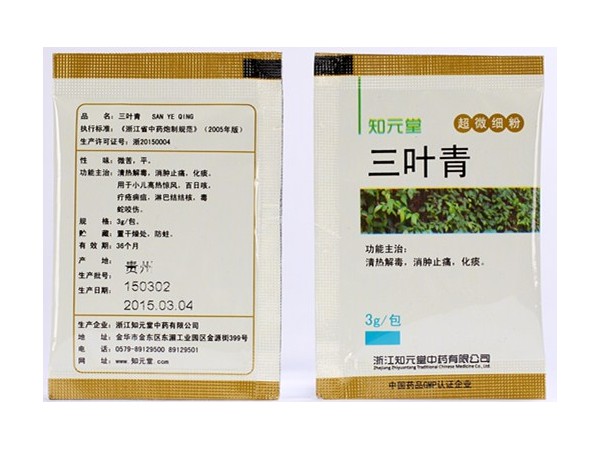 品 名：三叶青 SAN YE QING
执行标准：《浙江省中药炮制规范》（2005年版）
生产许可证号：浙20150004
性 味：微苦，平。
功能主治：清热解毒，消肿止痛，化痰。
用于小儿高热惊风，百日咳，
疔疮痈疽，淋巴结结核，毒
蛇咬伤。
规 格：3g/包。
贮 藏：置干燥处，防蛀。
有 效 期：36个月
产 地：贵州
生产批号：150302
生产日期：2015.03.04
生产企业：浙江知元堂中药有限公司
地 址：金华市金东区东湄工业园区金源街399号
电 话：0579-89129500 89129501
网 址：www.知元堂.com
知元堂
超微细粉
三叶青
功能主治：
清热解毒，消肿止痛，化痰。
3g/包
浙江知元堂中药有限公司
Zhejiang Zhiyuantang Traditional Chinese Medicine Co., Ltd.
中国药品GMP认证企业